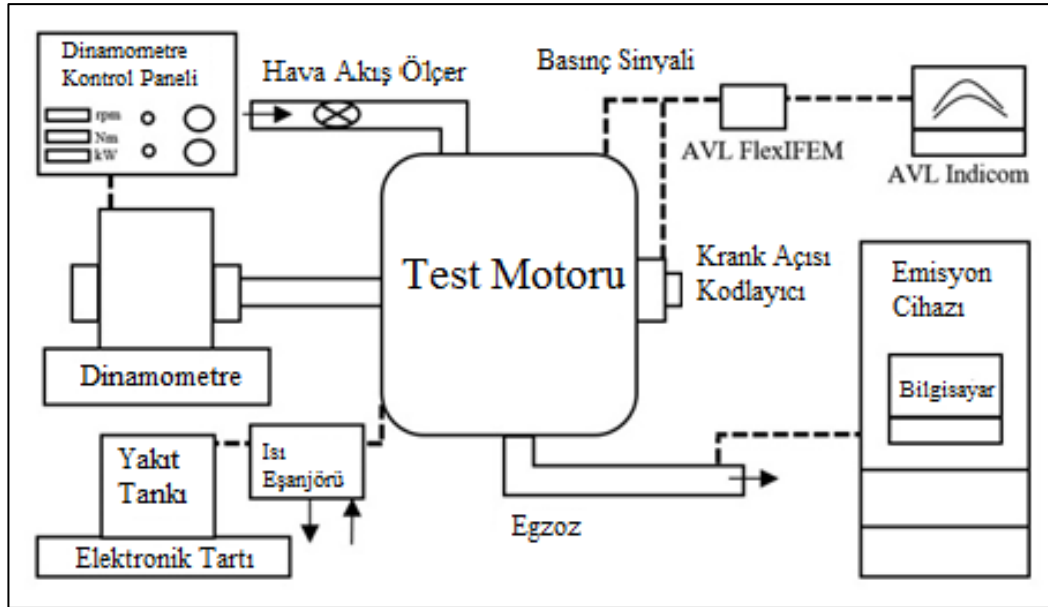 Dinamometre
Kontrol Paneli
rpm
Nm
kW
Hava Akış Ölçer
Basınç Sinyali
AVL FlexIFEM
AVL Indicom
Test Motoru
Krank Açısı
Kodlayıcı
Emisyon
Cihazı
Bilgisayar
Dinamometre
Yakıt
Tankı
Isı
Eşanjörü
Elektronik Tartı
Egzoz